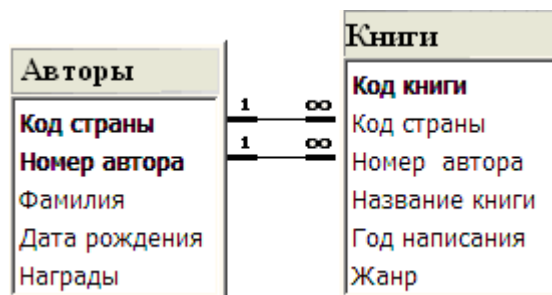 Авторы
Код страны
Номер автора
Фамилия
Дата рождения
Награды
1 ∞
1 ∞
Книги
Код книги
Код страны
Номер автора
Название книги
Год написания
Жанр